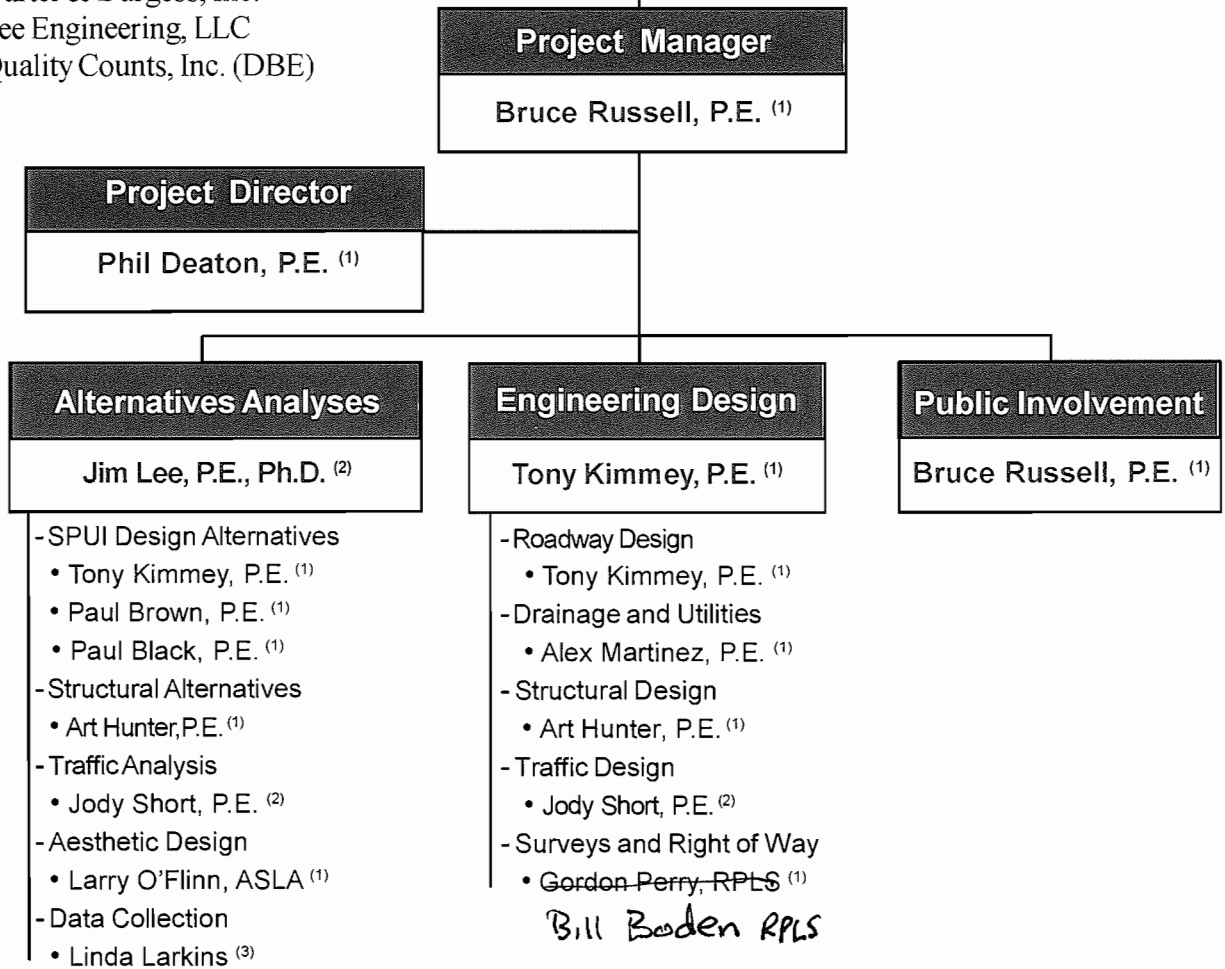 Engineering, LLC
Counts, Inc. (DBE)
Project Manager
Bruce Russell, P.E. (1)
Project Director
Phil Deaton, P.E. (1)
Alternatives Analyses
Jim Lee, P.E., Ph.D. (2)
- SPUI Design Alternatives
• Tony Kimmey, P.E. (1)
• Paul Brown, P.E. (1)
• Paul Black, P.E. (1)
- Structural Alternatives
• Art Hunter, P.E. (1)
- Traffic Analysis
• Jody Short, P.E. (2)
- Aesthetic Design
• Larry O'Flinn, ASLA (1)
- Data Collection
• Linda Larkins (3)
Engineering Design
Tony Kimmey, P.E. (1)
- Roadway Design
• Tony Kimmey, P.E. (1)
- Drainage and Utilities
• Alex Martinez, P.E. (1)
- Structural Design
• Art Hunter, P.E. (1)
- Traffic Design
• Jody Short, P.E. (2)
- Surveys and Right of Way
• Gordon Perry, RPLS (1)
Bill Boden RPLS
Public Involvement
Bruce Russell, P.E. (1)